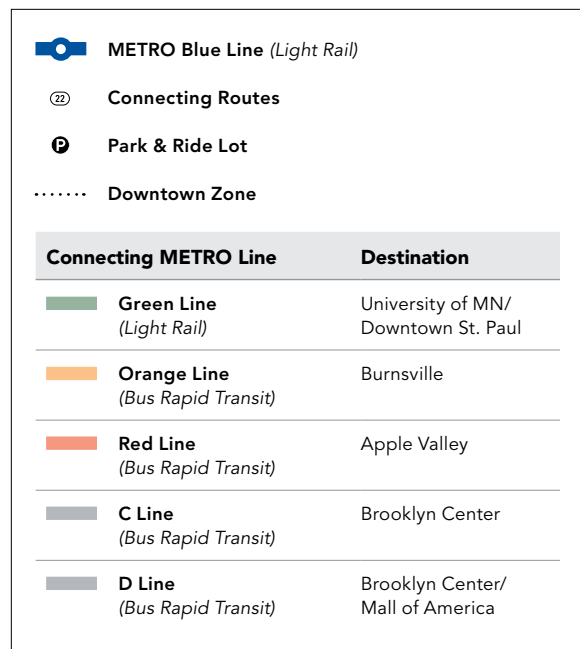 METRO Blue Line (Light Rail)
22 Connecting Routes
P Park & Ride Lot
Downtown Zone
Connecting METRO Line Destination
Green Line University of MN/
(Light Rail) Downtown St. Paul
Orange Line Burnsville
(Bus Rapid Transit)
Red Line Apple Valley
(Bus Rapid Transit)
C Line Brooklyn Center
(Bus Rapid Transit)
D Line Brooklyn Center/
(Bus Rapid Transit) Mall of America